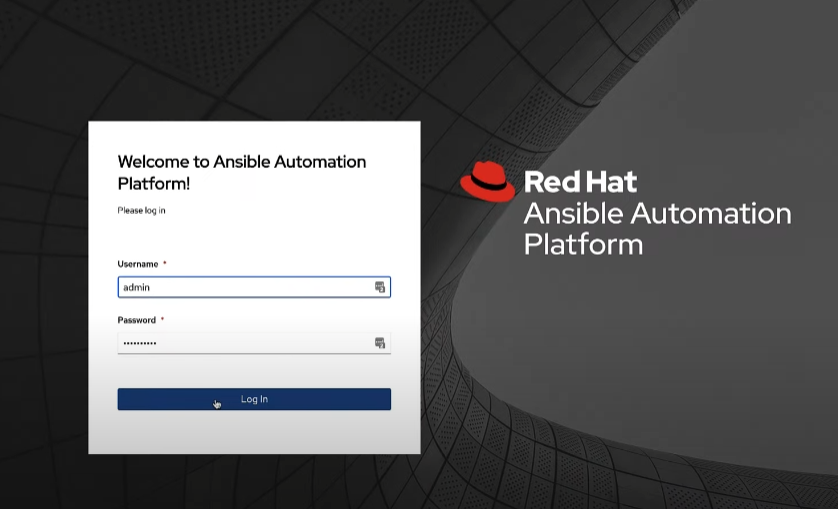 Welcome to Ansible Automation
Platform!
Please log in
Username *
admin
Password *
••••••••••
Log In
Red Hat
Ansible Automation
Platform